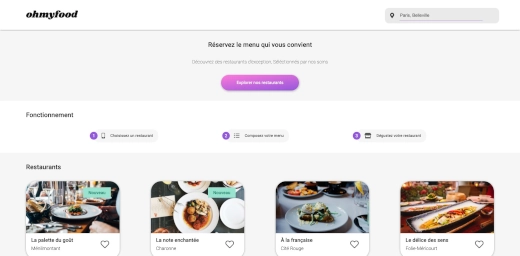 ohmyfood
Paris, Belleville
Réservez le menu qui vous convient
Découvrez des restaurants d'exception. Sélectionnés par nos soins
Explorer nos restaurants
Fonctionnement
1 Choisissez un restaurant
2 Composez votre menu
3 Dégustez votre restaurant
Restaurants
Nouveau
Nouveau
La palette du goût
Ménilmontant
La note enchantée
Charonne
À la française
Cité Rouge
Le délice des sens
Folie-Méricourt